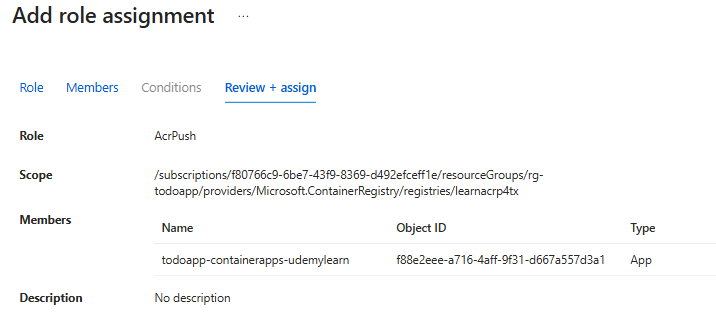 Add role assignment ...
Role Members Conditions Review + assign
Role AcrPush
Scope /subscriptions/f80766c9-6be7-43f9-8369-d492efceff1e/resourceGroups/rg-
todoapp/providers/Microsoft.ContainerRegistry/registries/learnacrp4tx
Members
Name Object ID Type
todoapp-containerapps-udemylearn f88e2eee-a716-4aff-9f31-d667a557d3a1 App
Description No description